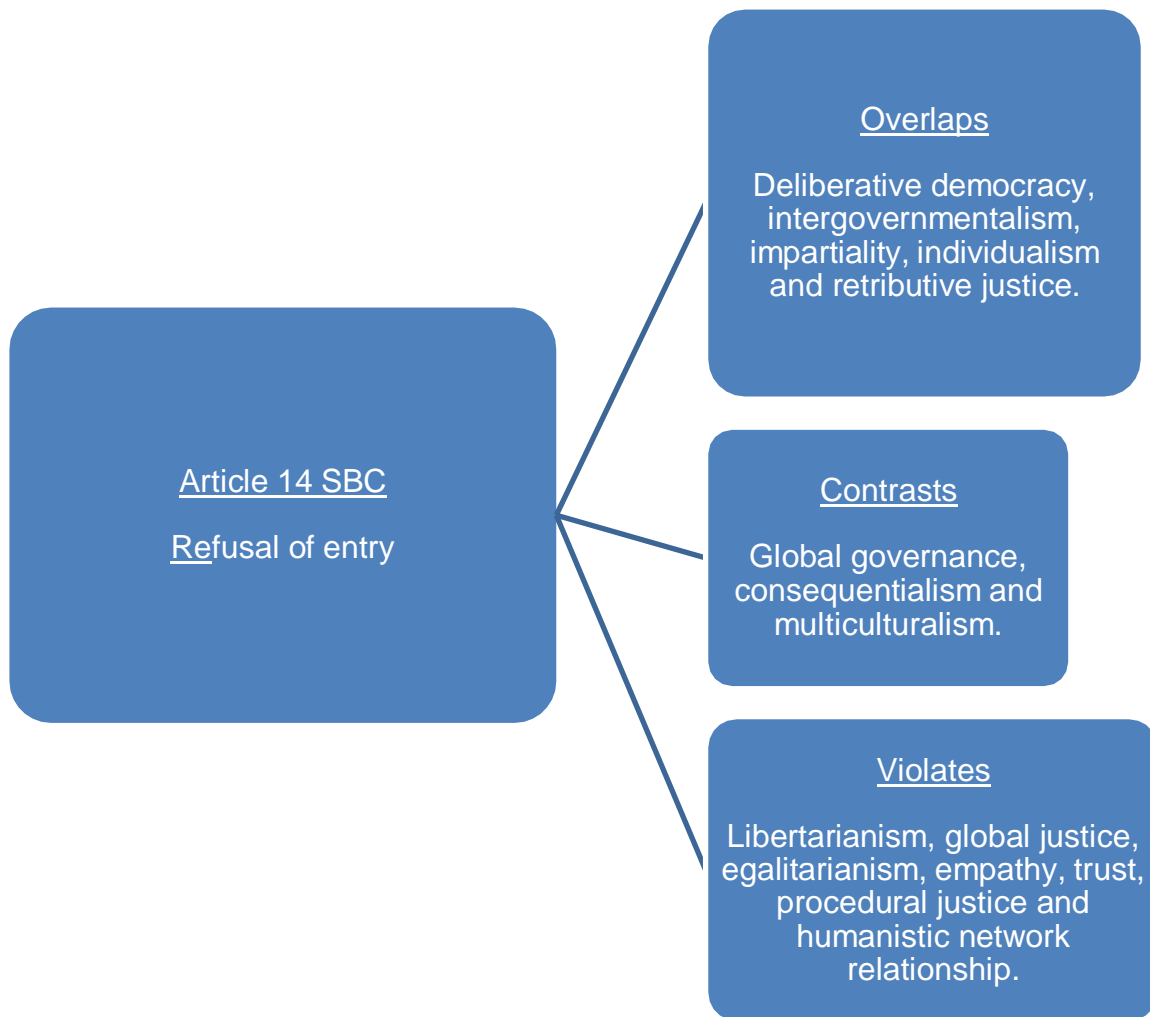 Article 14 SBC
Refusal of entry
Overlaps
Deliberative democracy,
intergovernmentalism,
impartiality, individualism
and retributive justice.
Contrasts
Global governance,
consequentialism and
multiculturalism.
Violates
Libertarianism, global justice,
egalitarianism, empathy, trust,
procedural justice and
humanistic network
relationship.